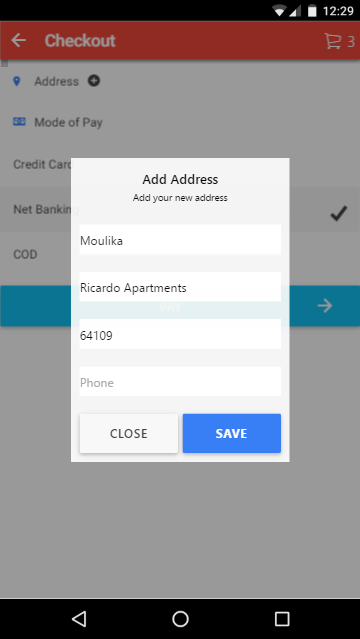 12:29
Checkout
3
Address
Mode of Pay
Credit Card
Net Banking
COD
Add Address
Add your new address
Moulika
Ricardo Apartments
64109
Phone
CLOSE
SAVE